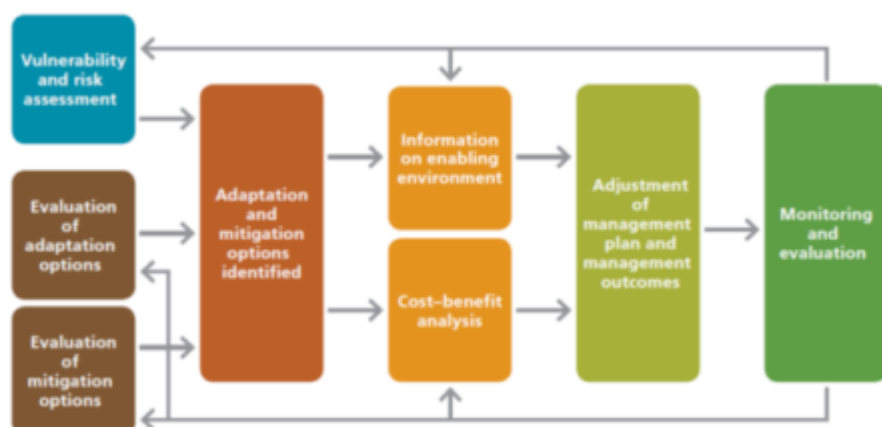 Vulnerability
and risk
assessment
Evaluation
of
adaptation
options
Evaluation
of
mitigation
options
Adaptation
and
mitigation
options
identified
Information
on enabling
environment
Cost–benefit
analysis
Adjustment
of
management
plan and
management
outcomes
Monitoring
and
evaluation